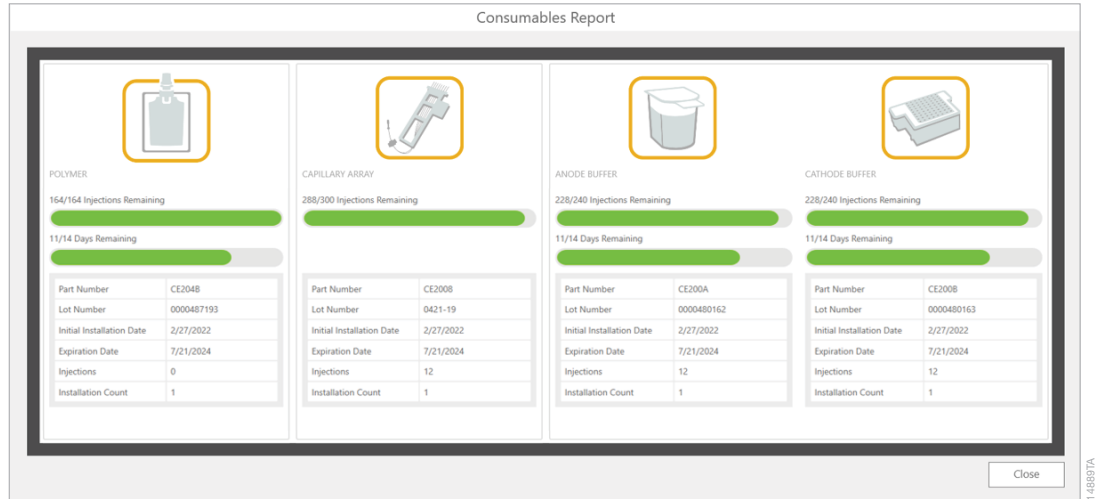 Consumables Report
POLYMER
164/164 Injections Remaining
11/14 Days Remaining
Part Number CE204B
Lot Number 0000487193
Initial Installation Date 2/27/2022
Expiration Date 7/21/2024
Injections 0
Installation Count 1
CAPILLARY ARRAY
288/300 Injections Remaining
Part Number CE2008
Lot Number 0421-19
Initial Installation Date 2/27/2022
Expiration Date 7/21/2024
Injections 12
Installation Count 1
ANODE BUFFER
228/240 Injections Remaining
11/14 Days Remaining
Part Number CE200A
Lot Number 0000480162
Initial Installation Date 2/27/2022
Expiration Date 7/21/2024
Injections 12
Installation Count 1
CATHODE BUFFER
228/240 Injections Remaining
11/14 Days Remaining
Part Number CE200B
Lot Number 0000480163
Initial Installation Date 2/27/2022
Expiration Date 7/21/2024
Injections 12
Installation Count 1
Close
14889TA